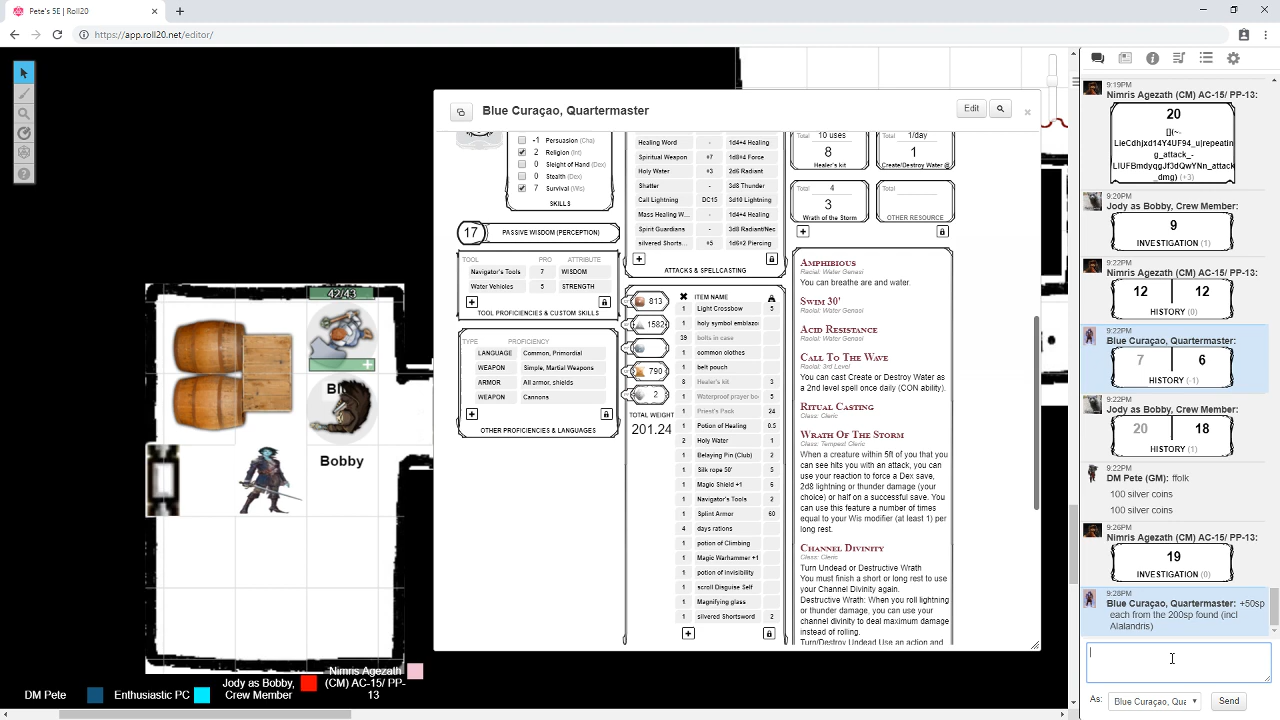 Pete's 5E | Roll20
https://app.roll20.net/editor/
Blue Curaçao, Quartermaster
Edit
-1 Persuasion (Cha)
2 Religion (Int)
0 Sleight of Hand (Dex)
0 Stealth (Dex)
7 Survival (Wis)
SKILLS
17 PASSIVE WISDOM (PERCEPTION)
TOOL PRO ATTRIBUTE
Navigator's Tools 7 WISDOM
Water Vehicles 5 STRENGTH
TOOL PROFICIENCIES & CUSTOM SKILLS
TYPE PROFICIENCY
LANGUAGE Common, Primordial
WEAPON Simple, Martial Weapons
ARMOR All armor, shields
WEAPON Cannons
OTHER PROFICIENCIES & LANGUAGES
Healing Word - 1d4+4 Healing
Spiritual Weapon +7 1d8+4 Force
Holy Water +3 2d6 Radiant
Shatter - 3d8 Thunder
Call Lightning DC15 3d10 Lightning
Mass Healing W... - 1d4+4 Healing
Spirit Guardians - 3d8 Radiant/Nec
silvered Shorts... +5 1d6+2 Piercing
ATTACKS & SPELLCASTING
813
1582
790
2
TOTAL WEIGHT
201.24
ITEM NAME
1 Light Crossbow 5
1 holy symbol emblazo
39 bolts in case
1 common clothes
1 belt pouch
8 Healer's kit 3
1 Waterproof prayer bo 5
1 Priest's Pack 24
1 Potion of Healing 0.5
2 Holy Water 1
1 Belaying Pin (Club) 2
1 Silk rope 50' 5
1 Magic Shield +1 6
1 Navigator's Tools 2
1 Splint Armor 60
4 days rations
1 potion of Climbing
1 Magic Warhammer +1
1 potion of invisibility
1 scroll Disguise Self
1 Magnifying glass
1 silvered Shortsword 2
Total 10 uses
8
Healer's kit
Total 1/day
1
Create/Destroy Water @
Total 4
3
Wrath of the Storm
Total
OTHER RESOURCE
AMPHIBIOUS
Racial: Water Genasi
You can breathe are and water.
SWIM 30'
Racial: Water Genasi
ACID RESISTANCE
Racial: Water Genasi
CALL TO THE WAVE
Racial: 3rd Level
You can cast Create or Destroy Water as
a 2nd level spell once daily (CON ability).
RITUAL CASTING
Class: Cleric
WRATH OF THE STORM
Class: Tempest Cleric
When a creature within 5ft of you that you
can see hits you with an attack, you can
use your reaction to force a Dex save,
2d8 lightning or thunder damage (your
choice) or half on a successful save. You
can use this feature a number of times
equal to your Wis modifier (at least 1) per
long rest.
CHANNEL DIVINITY
Class: Cleric
Turn Undead or Destructive Wrath
You must finish a short or long rest to use
your Channel Divinity again.
Destructive Wrath: When you roll lightning
or thunder damage, you can use your
channel divinity to deal maximum damage
instead of rolling.
Turn/Destroy Undead Use an action and
42/43
Bl
Bobby
DM Pete
Enthusiastic PC
Jody as Bobby,
Crew Member
Nimris Agezath
(CM) AC-15/ PP-
13
9:19PM
Nimris Agezath (CM) AC-15/ PP-13:
20
[](~-
LieCdhjxd14Y4UF94_u|repeatin
g_attack_-
LIUFBmdyqgJf3dQwYNn_attack
_dmg) (+3)
9:20PM
Jody as Bobby, Crew Member:
9
INVESTIGATION (1)
9:22PM
Nimris Agezath (CM) AC-15/ PP-13:
12 12
HISTORY (0)
9:22PM
Blue Curaçao, Quartermaster:
7 6
HISTORY (-1)
9:22PM
Jody as Bobby, Crew Member:
20 18
HISTORY (1)
9:22PM
DM Pete (GM): ffolk
100 silver coins
100 silver coins
9:26PM
Nimris Agezath (CM) AC-15/ PP-13:
19
INVESTIGATION (0)
9:28PM
Blue Curaçao, Quartermaster: +50sp
each from the 200sp found (incl
Alalandris)
As: Blue Curaçao, Qua
Send